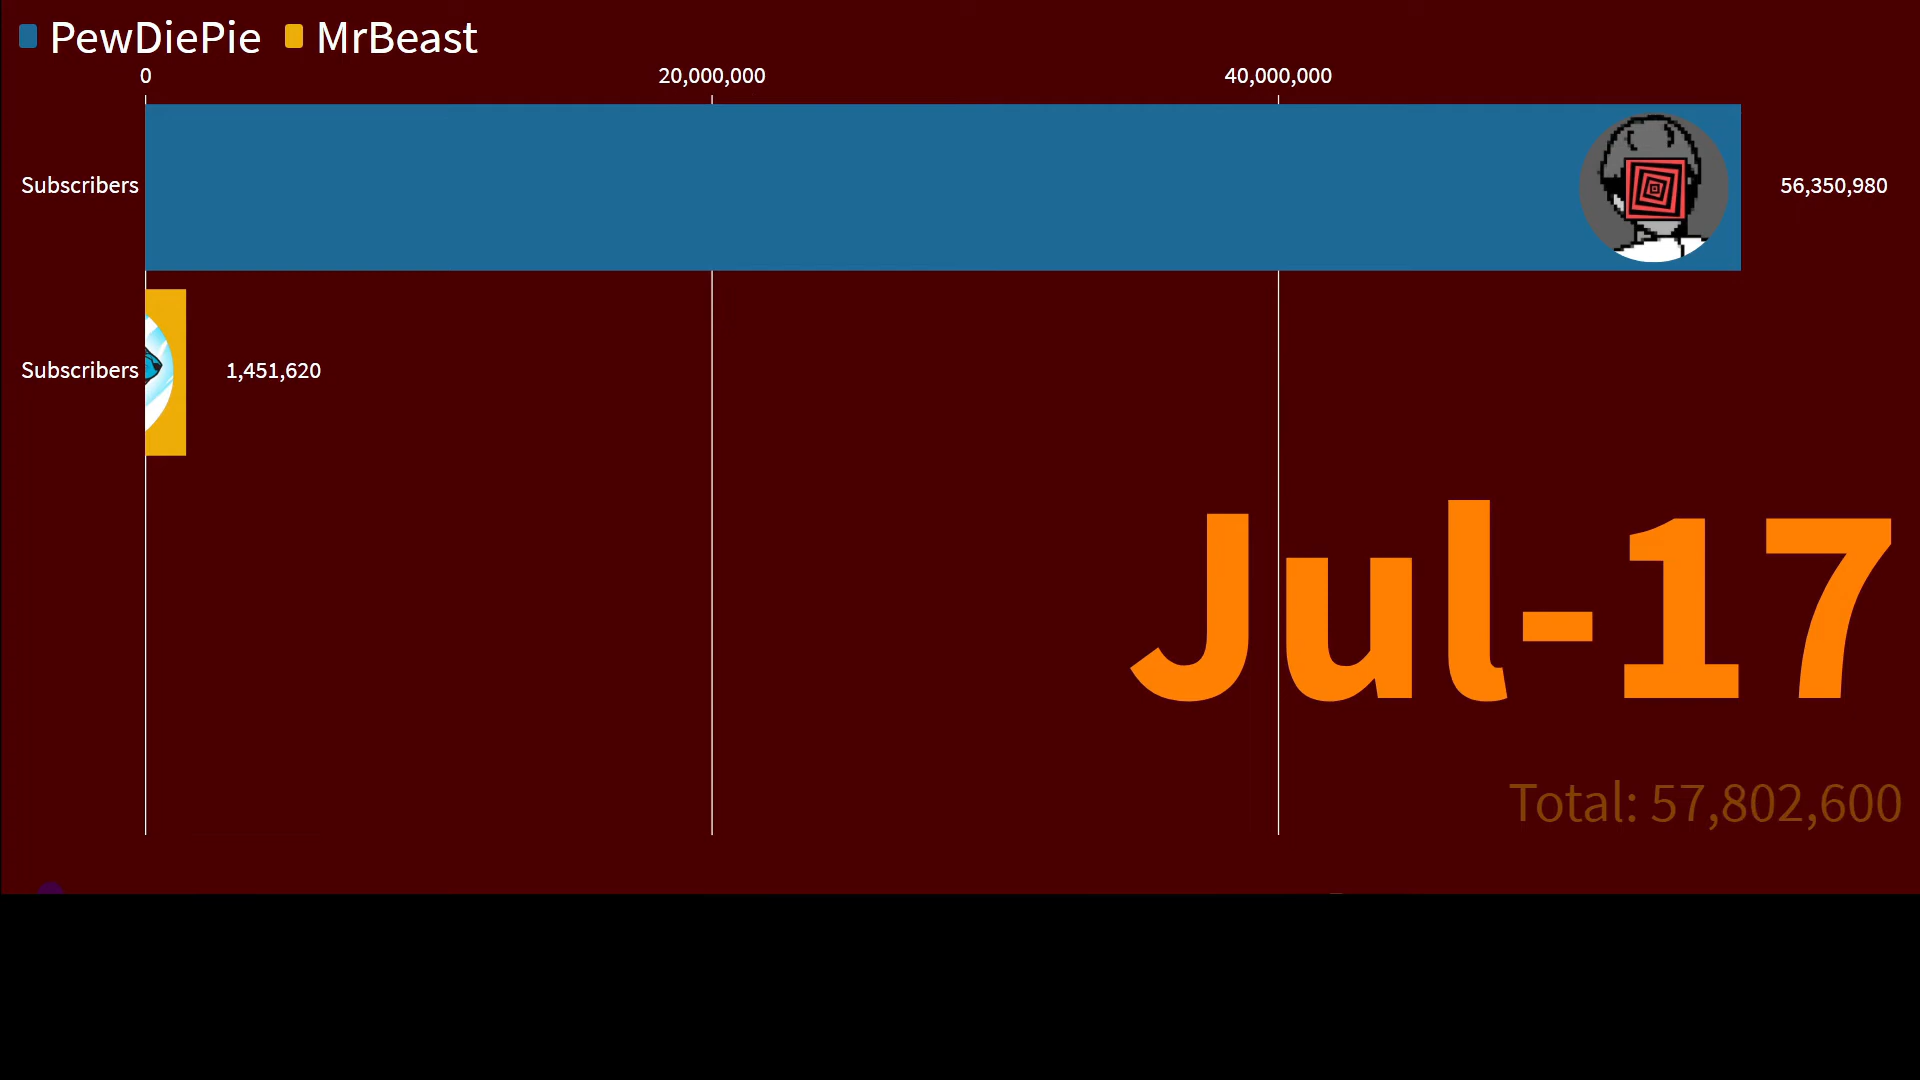 PewDiePie MrBeast
0 20,000,000 40,000,000
Subscribers 56,350,980
Subscribers 1,451,620
Jul-17
Total: 57,802,600